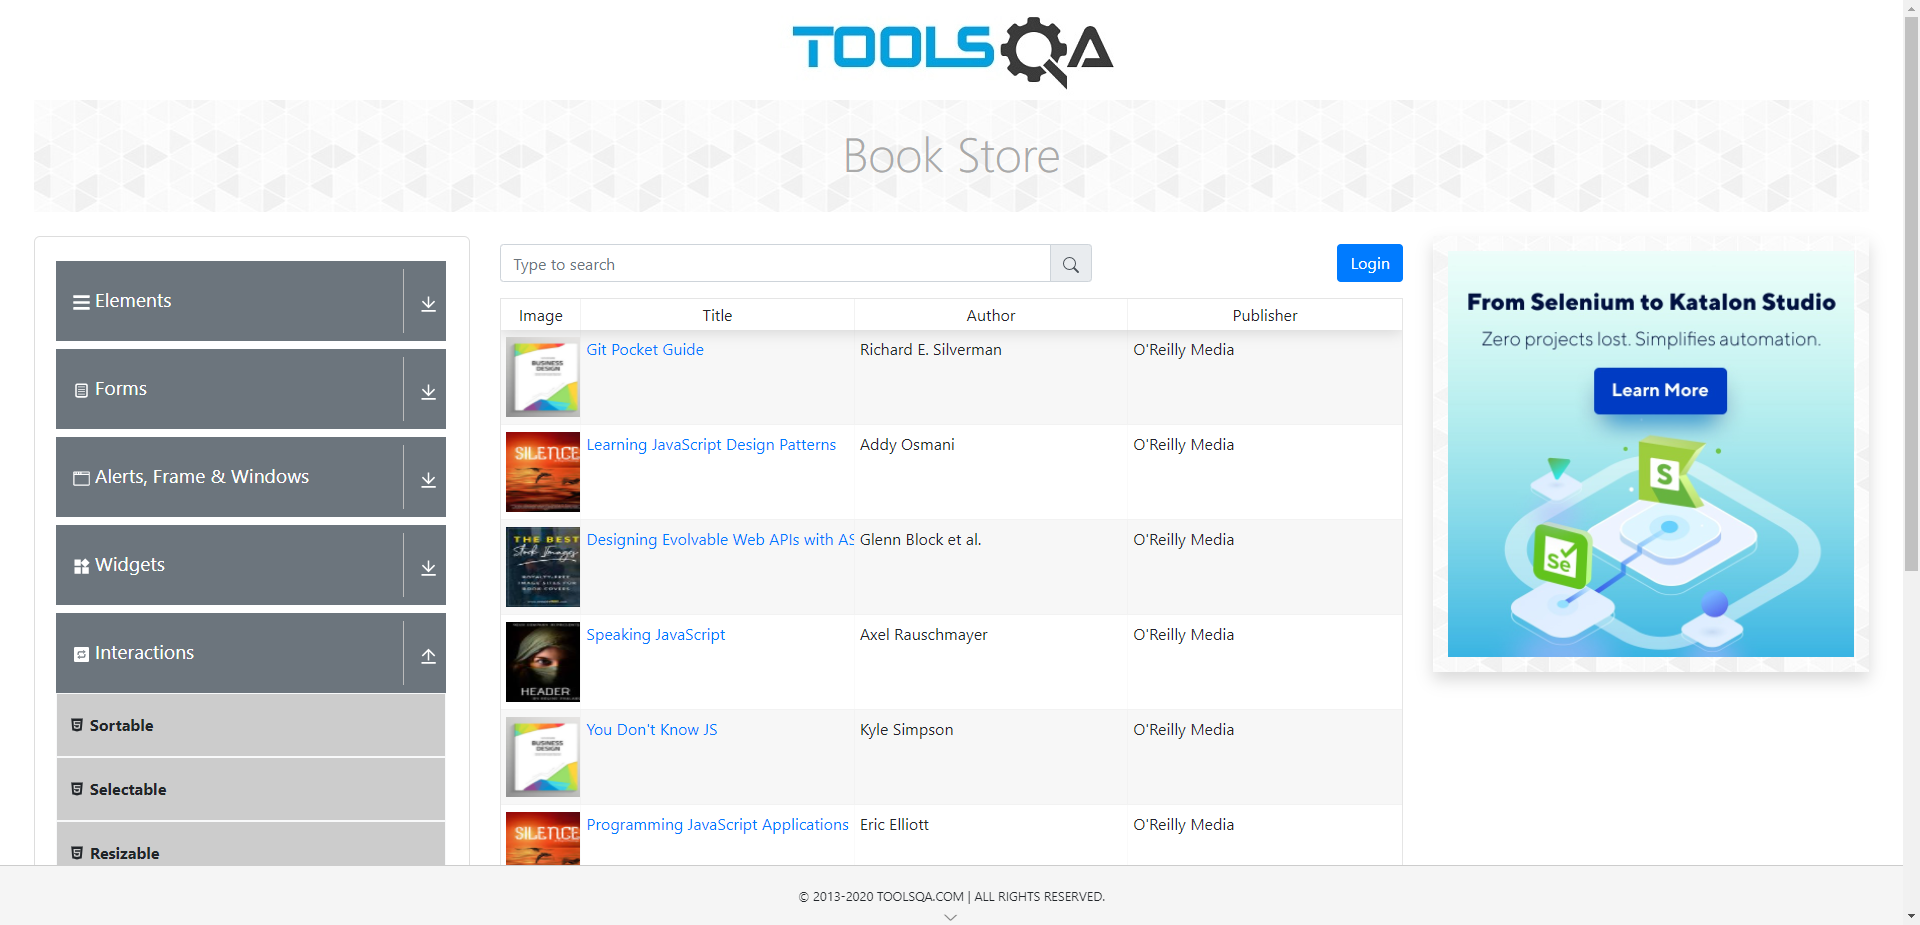 TOOLSQA
Book Store
Elements
Forms
Alerts, Frame & Windows
Widgets
Interactions
Sortable
Selectable
Resizable
Type to search
Login
Image Title Author Publisher
BUSINESS
DESIGN
Git Pocket Guide Richard E. Silverman O'Reilly Media
SILENCE
Learning JavaScript Design Patterns Addy Osmani O'Reilly Media
THE BEST
Stock Images
Designing Evolvable Web APIs with AS Glenn Block et al. O'Reilly Media
HEADER
Speaking JavaScript Axel Rauschmayer O'Reilly Media
BUSINESS
DESIGN
You Don't Know JS Kyle Simpson O'Reilly Media
SILENCE
Programming JavaScript Applications Eric Elliott O'Reilly Media
From Selenium to Katalon Studio
Zero projects lost. Simplifies automation.
Learn More
S
Se
© 2013-2020 TOOLSQA.COM | ALL RIGHTS RESERVED.